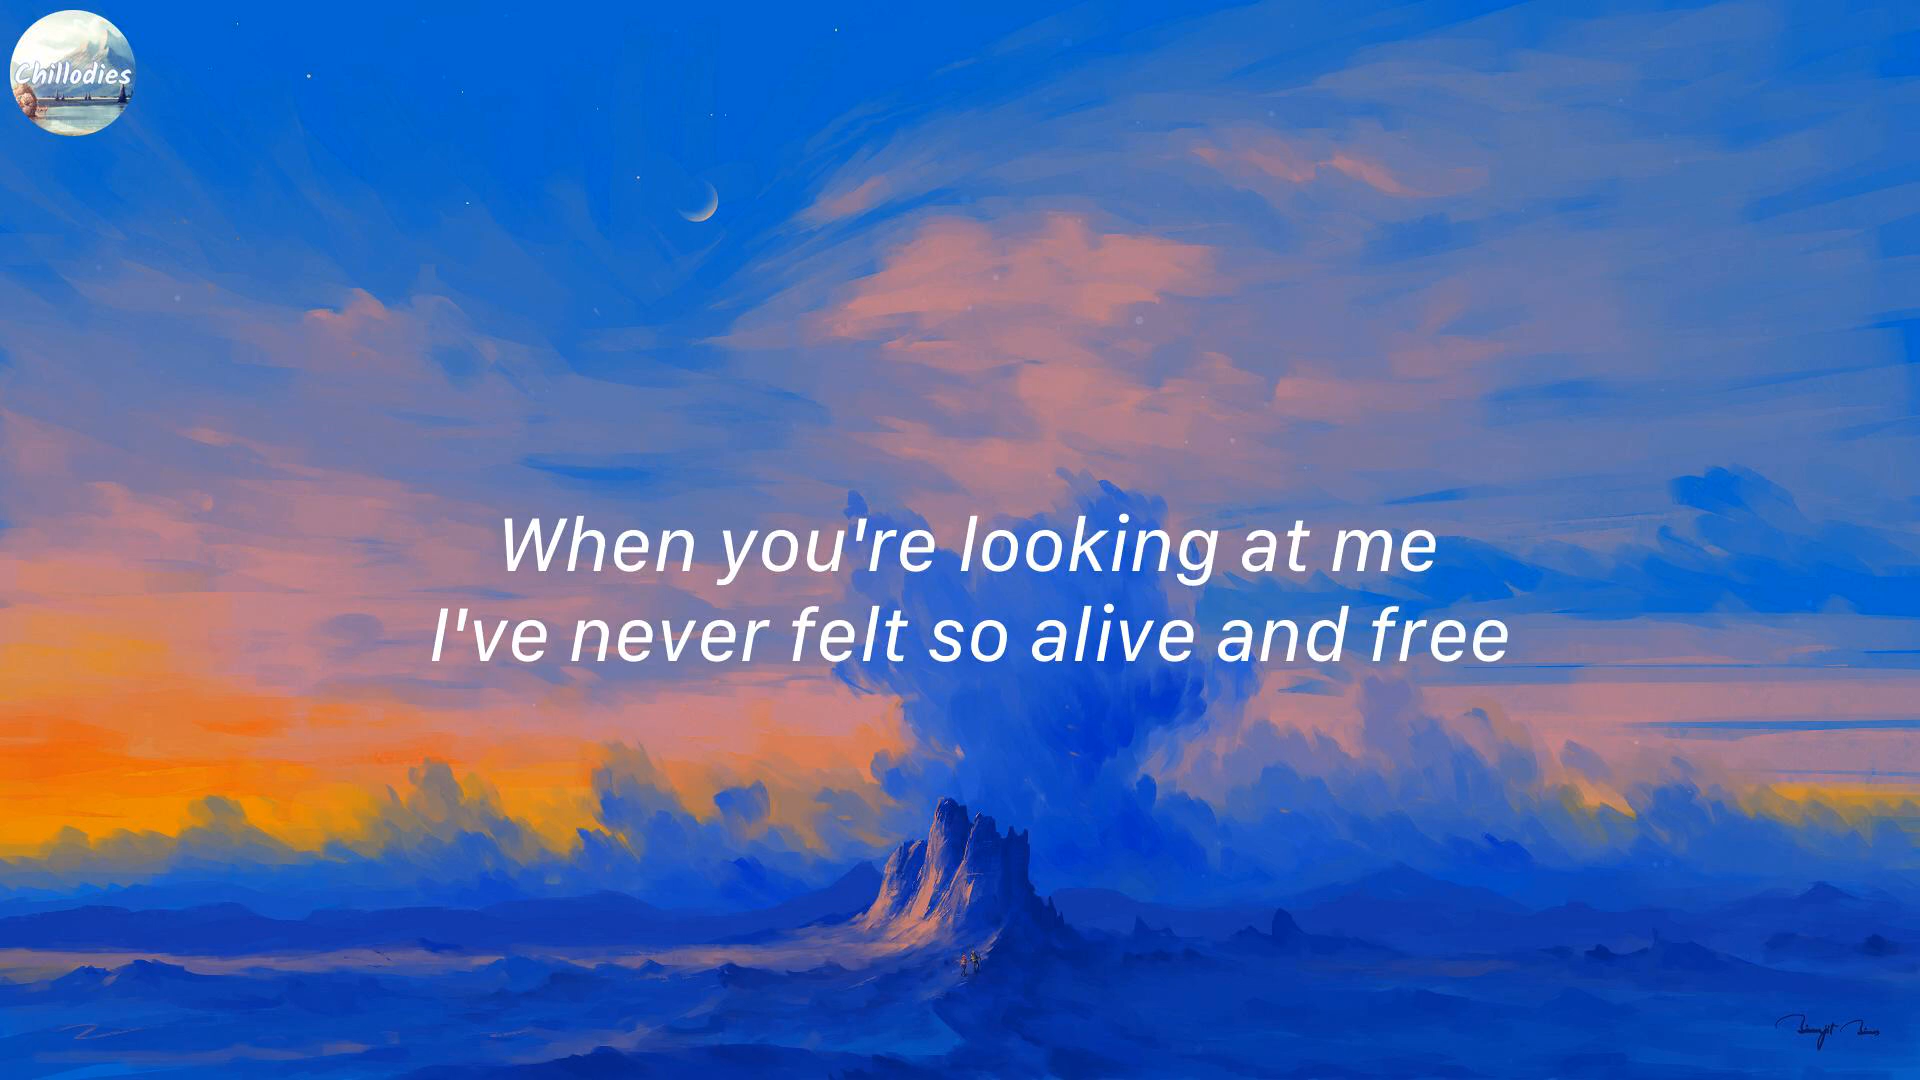 Chillodies
When you're looking at me
I've never felt so alive and free